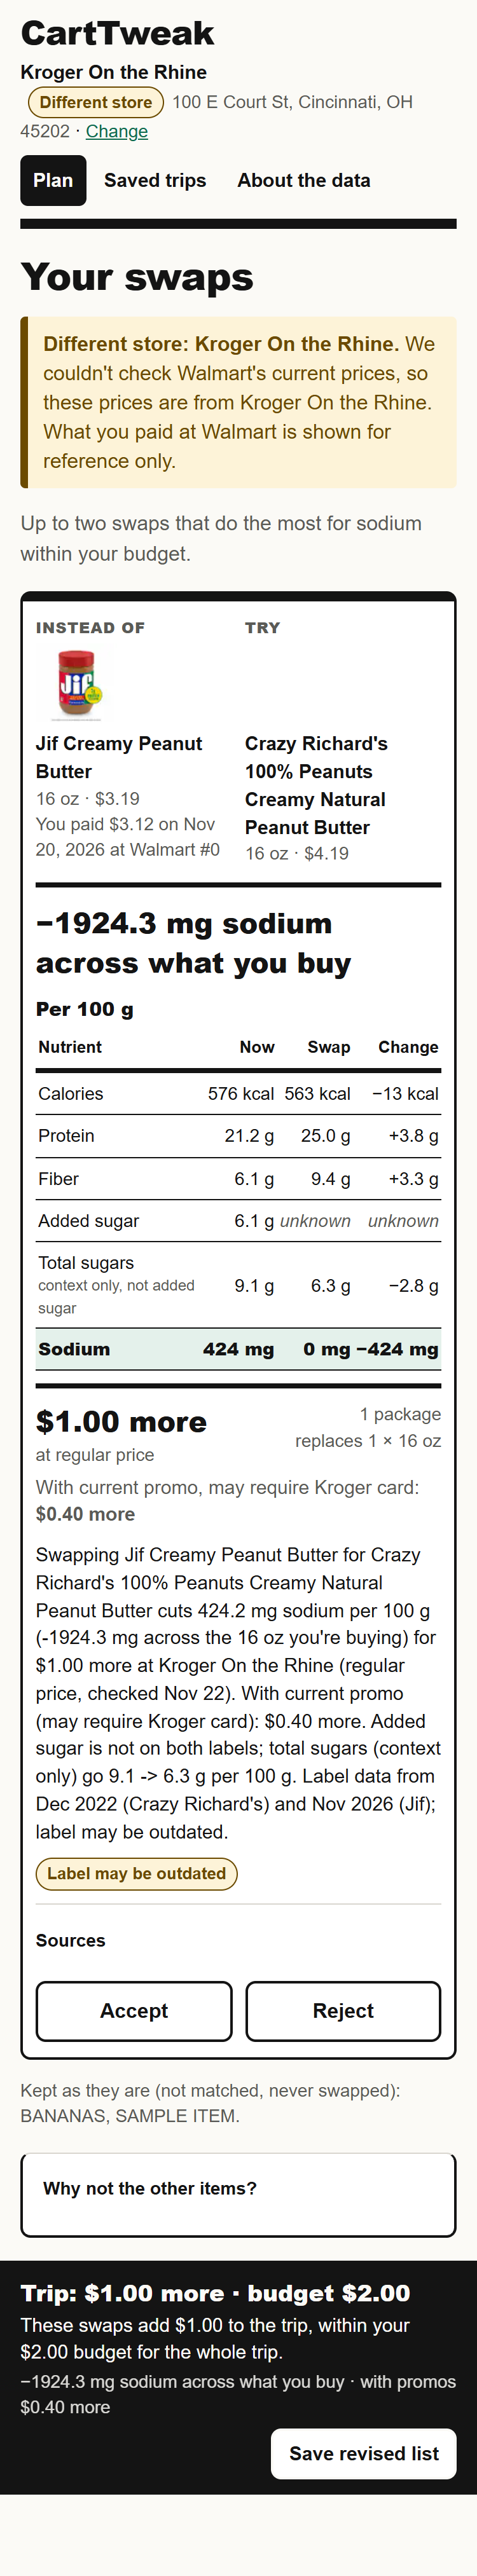 CartTweak
Kroger On the Rhine
Different store 100 E Court St, Cincinnati, OH
45202 · Change
Plan Saved trips About the data
Your swaps
Different store: Kroger On the Rhine. We
couldn't check Walmart's current prices, so
these prices are from Kroger On the Rhine.
What you paid at Walmart is shown for
reference only.
Up to two swaps that do the most for sodium
within your budget.
INSTEAD OF
Jif
Jif Creamy Peanut
Butter
16 oz · $3.19
You paid $3.12 on Nov
20, 2026 at Walmart #0
TRY
Crazy Richard's
100% Peanuts
Creamy Natural
Peanut Butter
16 oz · $4.19
−1924.3 mg sodium
across what you buy
Per 100 g
Nutrient Now Swap Change
Calories 576 kcal 563 kcal −13 kcal
Protein 21.2 g 25.0 g +3.8 g
Fiber 6.1 g 9.4 g +3.3 g
Added sugar 6.1 g unknown unknown
Total sugars
context only, not added
sugar
9.1 g 6.3 g −2.8 g
Sodium 424 mg 0 mg −424 mg
$1.00 more
at regular price
1 package
replaces 1 × 16 oz
With current promo, may require Kroger card:
$0.40 more
Swapping Jif Creamy Peanut Butter for Crazy
Richard's 100% Peanuts Creamy Natural
Peanut Butter cuts 424.2 mg sodium per 100 g
(-1924.3 mg across the 16 oz you're buying) for
$1.00 more at Kroger On the Rhine (regular
price, checked Nov 22). With current promo
(may require Kroger card): $0.40 more. Added
sugar is not on both labels; total sugars (context
only) go 9.1 -> 6.3 g per 100 g. Label data from
Dec 2022 (Crazy Richard's) and Nov 2026 (Jif);
label may be outdated.
Label may be outdated
Sources
Accept Reject
Kept as they are (not matched, never swapped):
BANANAS, SAMPLE ITEM.
Why not the other items?
Trip: $1.00 more · budget $2.00
These swaps add $1.00 to the trip, within your
$2.00 budget for the whole trip.
−1924.3 mg sodium across what you buy · with promos
$0.40 more
Save revised list